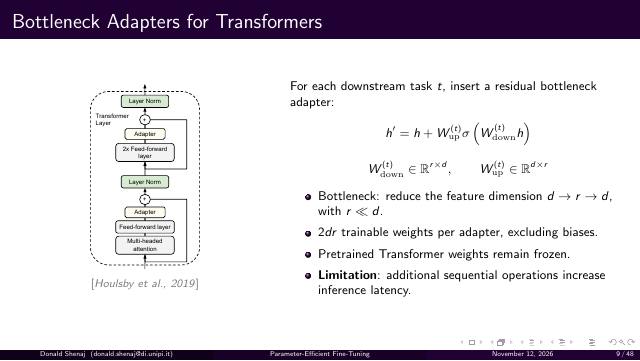 Bottleneck Adapters for Transformers
Layer Norm
+
Transformer
Layer
Adapter
2x Feed-forward
layer
Layer Norm
+
Adapter
Feed-forward layer
Multi-headed
attention
[Houlsby et al., 2019]
For each downstream task t, insert a residual bottleneck
adapter:
h′ = h + W_up^(t) σ (W_down^(t) h)
W_down^(t) ∈ ℝ^{r×d},  W_up^(t) ∈ ℝ^{d×r}
Bottleneck: reduce the feature dimension d → r → d,
with r ≪ d.
2dr trainable weights per adapter, excluding biases.
Pretrained Transformer weights remain frozen.
Limitation: additional sequential operations increase
inference latency.
Donald Shenaj (donald.shenaj@di.unipi.it) Parameter-Efficient Fine-Tuning November 12, 2026 9 / 48